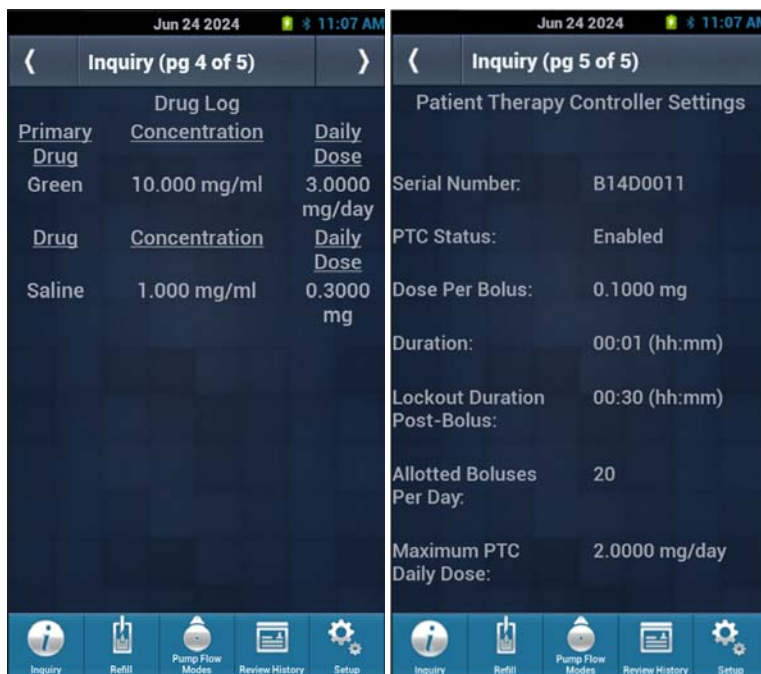 Jun 24 2024 11:07 AM
Inquiry (pg 4 of 5)
Drug Log
Primary Drug Concentration Daily Dose
Green 10.000 mg/ml 3.0000 mg/day
Drug Concentration Daily Dose
Saline 1.000 mg/ml 0.3000 mg
Inquiry Refill Pump Flow Modes Review History Setup
Jun 24 2024 11:07 AM
Inquiry (pg 5 of 5)
Patient Therapy Controller Settings
Serial Number: B14D0011
PTC Status: Enabled
Dose Per Bolus: 0.1000 mg
Duration: 00:01 (hh:mm)
Lockout Duration Post-Bolus: 00:30 (hh:mm)
Allotted Boluses Per Day: 20
Maximum PTC Daily Dose: 2.0000 mg/day
Inquiry Refill Pump Flow Modes Review History Setup